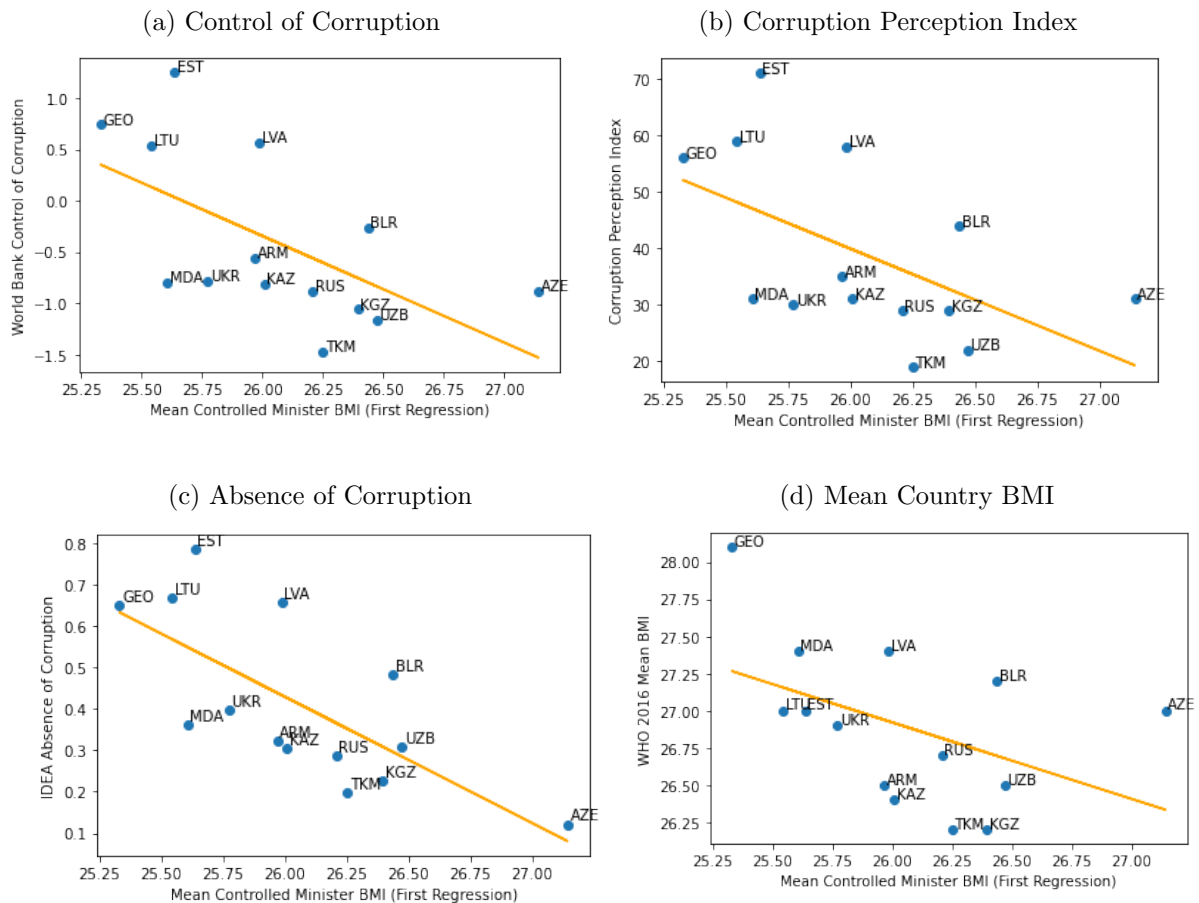 (a) Control of Corruption
World Bank Control of Corruption
1.0
0.5
0.0
−0.5
−1.0
−1.5
EST
GEO
LTU
LVA
BLR
ARM
MDA
UKR
KAZ
RUS
AZE
KGZ
UZB
TKM
25.25 25.50 25.75 26.00 26.25 26.50 26.75 27.00
Mean Controlled Minister BMI (First Regression)
(b) Corruption Perception Index
Corruption Perception Index
70
60
50
40
30
20
EST
LTU
LVA
GEO
BLR
ARM
MDA
UKR
KAZ
RUS
KGZ
AZE
UZB
TKM
25.25 25.50 25.75 26.00 26.25 26.50 26.75 27.00
Mean Controlled Minister BMI (First Regression)
(c) Absence of Corruption
IDEA Absence of Corruption
0.8
0.7
0.6
0.5
0.4
0.3
0.2
0.1
EST
LTU
GEO
LVA
BLR
UKR
MDA
ARM
KAZ
RUS
UZB
KGZ
TKM
AZE
25.25 25.50 25.75 26.00 26.25 26.50 26.75 27.00
Mean Controlled Minister BMI (First Regression)
(d) Mean Country BMI
WHO 2016 Mean BMI
28.00
27.75
27.50
27.25
27.00
26.75
26.50
26.25
GEO
MDA
LVA
BLR
LTU
EST
AZE
UKR
RUS
ARM
UZB
KAZ
TKM
KGZ
25.25 25.50 25.75 26.00 26.25 26.50 26.75 27.00
Mean Controlled Minister BMI (First Regression)